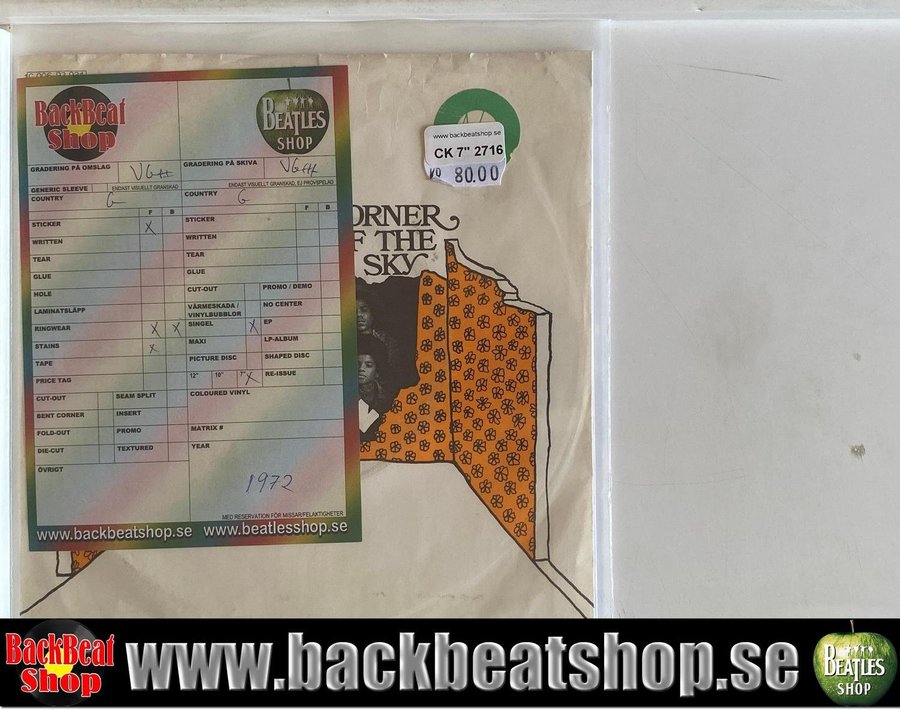 BackBeat
Shop
BEATLES
SHOP
GRADERING PÅ OMSLAG VG++
GRADERING PÅ SKIVA VG++
GENERIC SLEEVE
ENDAST VISUELLT GRANSKAD
ENDAST VISUELLT GRANSKAD, EJ PROVSPELAD
COUNTRY G
COUNTRY G
F B
F B
STICKER X
STICKER
WRITTEN
WRITTEN
TEAR
TEAR
GLUE
GLUE
HOLE
CUT-OUT
PROMO / DEMO
LAMINATSLÄPP
VÄRMESKADA /
VINYLBUBBLOR
NO CENTER
RINGWEAR X X
SINGEL X
EP
STAINS X
MAXI
LP-ALBUM
TAPE
PICTURE DISC
SHAPED DISC
PRICE TAG
12" 10" 7" X
RE-ISSUE
CUT-OUT
SEAM SPLIT
COLOURED VINYL
BENT CORNER
INSERT
FOLD-OUT
PROMO
MATRIX #
DIE-CUT
TEXTURED
YEAR
ÖVRIGT
1972
MED RESERVATION FÖR MISSAR/FELAKTIGHETER
www.backbeatshop.se www.beatlesshop.se
www.backbeatshop.se
CK 7" 2716
80.00
ORNER
F THE
SKY
BackBeat
Shop
www.backbeatshop.se
BEATLES
SHOP